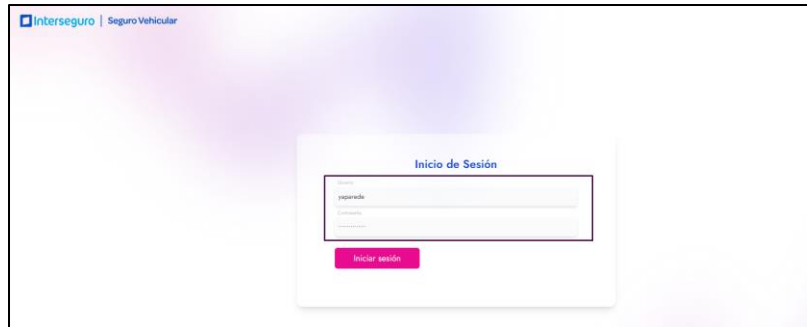 Interseguro | Seguro Vehicular
Inicio de Sesión
Usuario
yaparede
Contraseña
Iniciar sesión